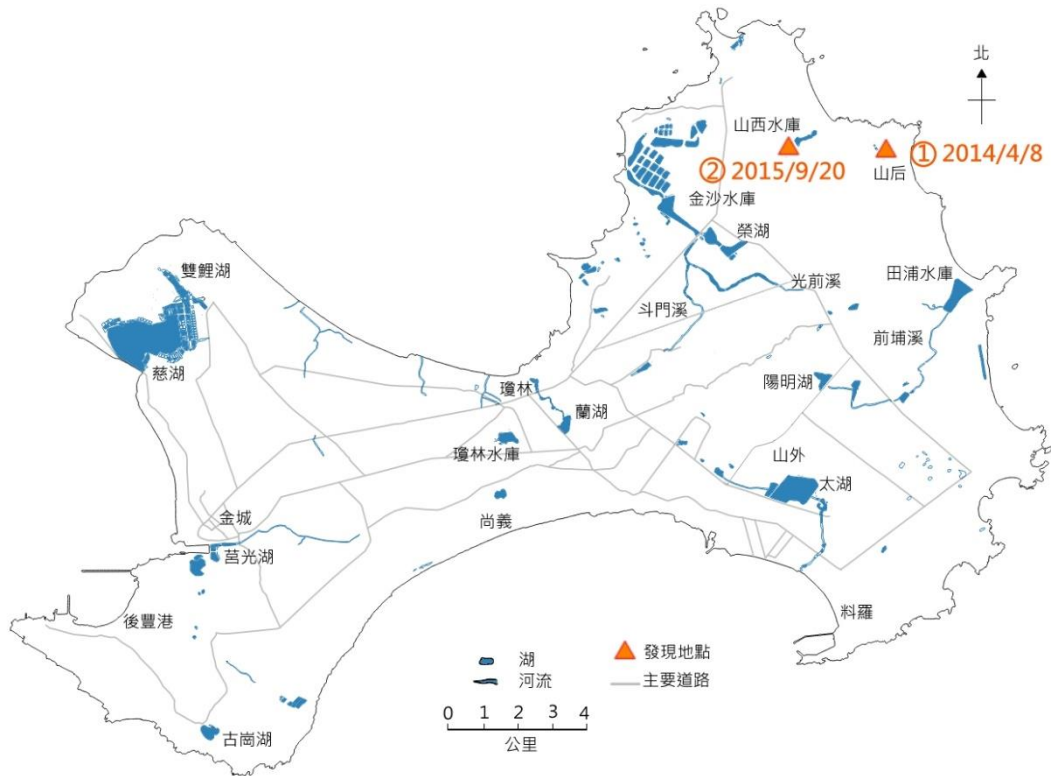 北
山西水庫
① 2014/4/8
山后
② 2015/9/20
金沙水庫
榮湖
雙鯉湖
光前溪
田浦水庫
斗門溪
前埔溪
慈湖
陽明湖
瓊林
蘭湖
瓊林水庫
山外
太湖
金城
尚義
莒光湖
後豐港
料羅
湖
發現地點
河流
主要道路
0 1 2 3 4
公里
古崗湖